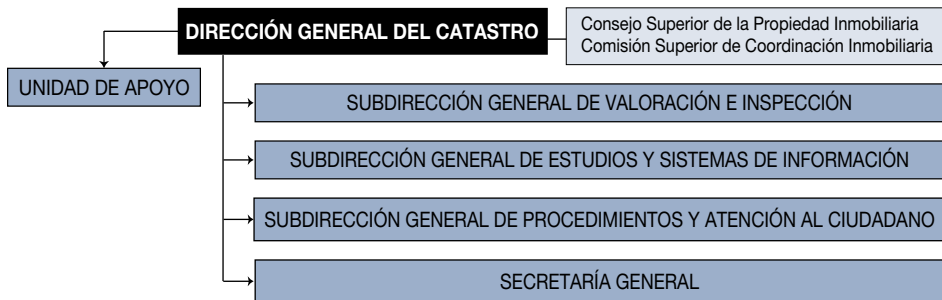 DIRECCIÓN GENERAL DEL CATASTRO
Consejo Superior de la Propiedad Inmobiliaria
Comisión Superior de Coordinación Inmobiliaria
UNIDAD DE APOYO
SUBDIRECCIÓN GENERAL DE VALORACIÓN E INSPECCIÓN
SUBDIRECCIÓN GENERAL DE ESTUDIOS Y SISTEMAS DE INFORMACIÓN
SUBDIRECCIÓN GENERAL DE PROCEDIMIENTOS Y ATENCIÓN AL CIUDADANO
SECRETARÍA GENERAL